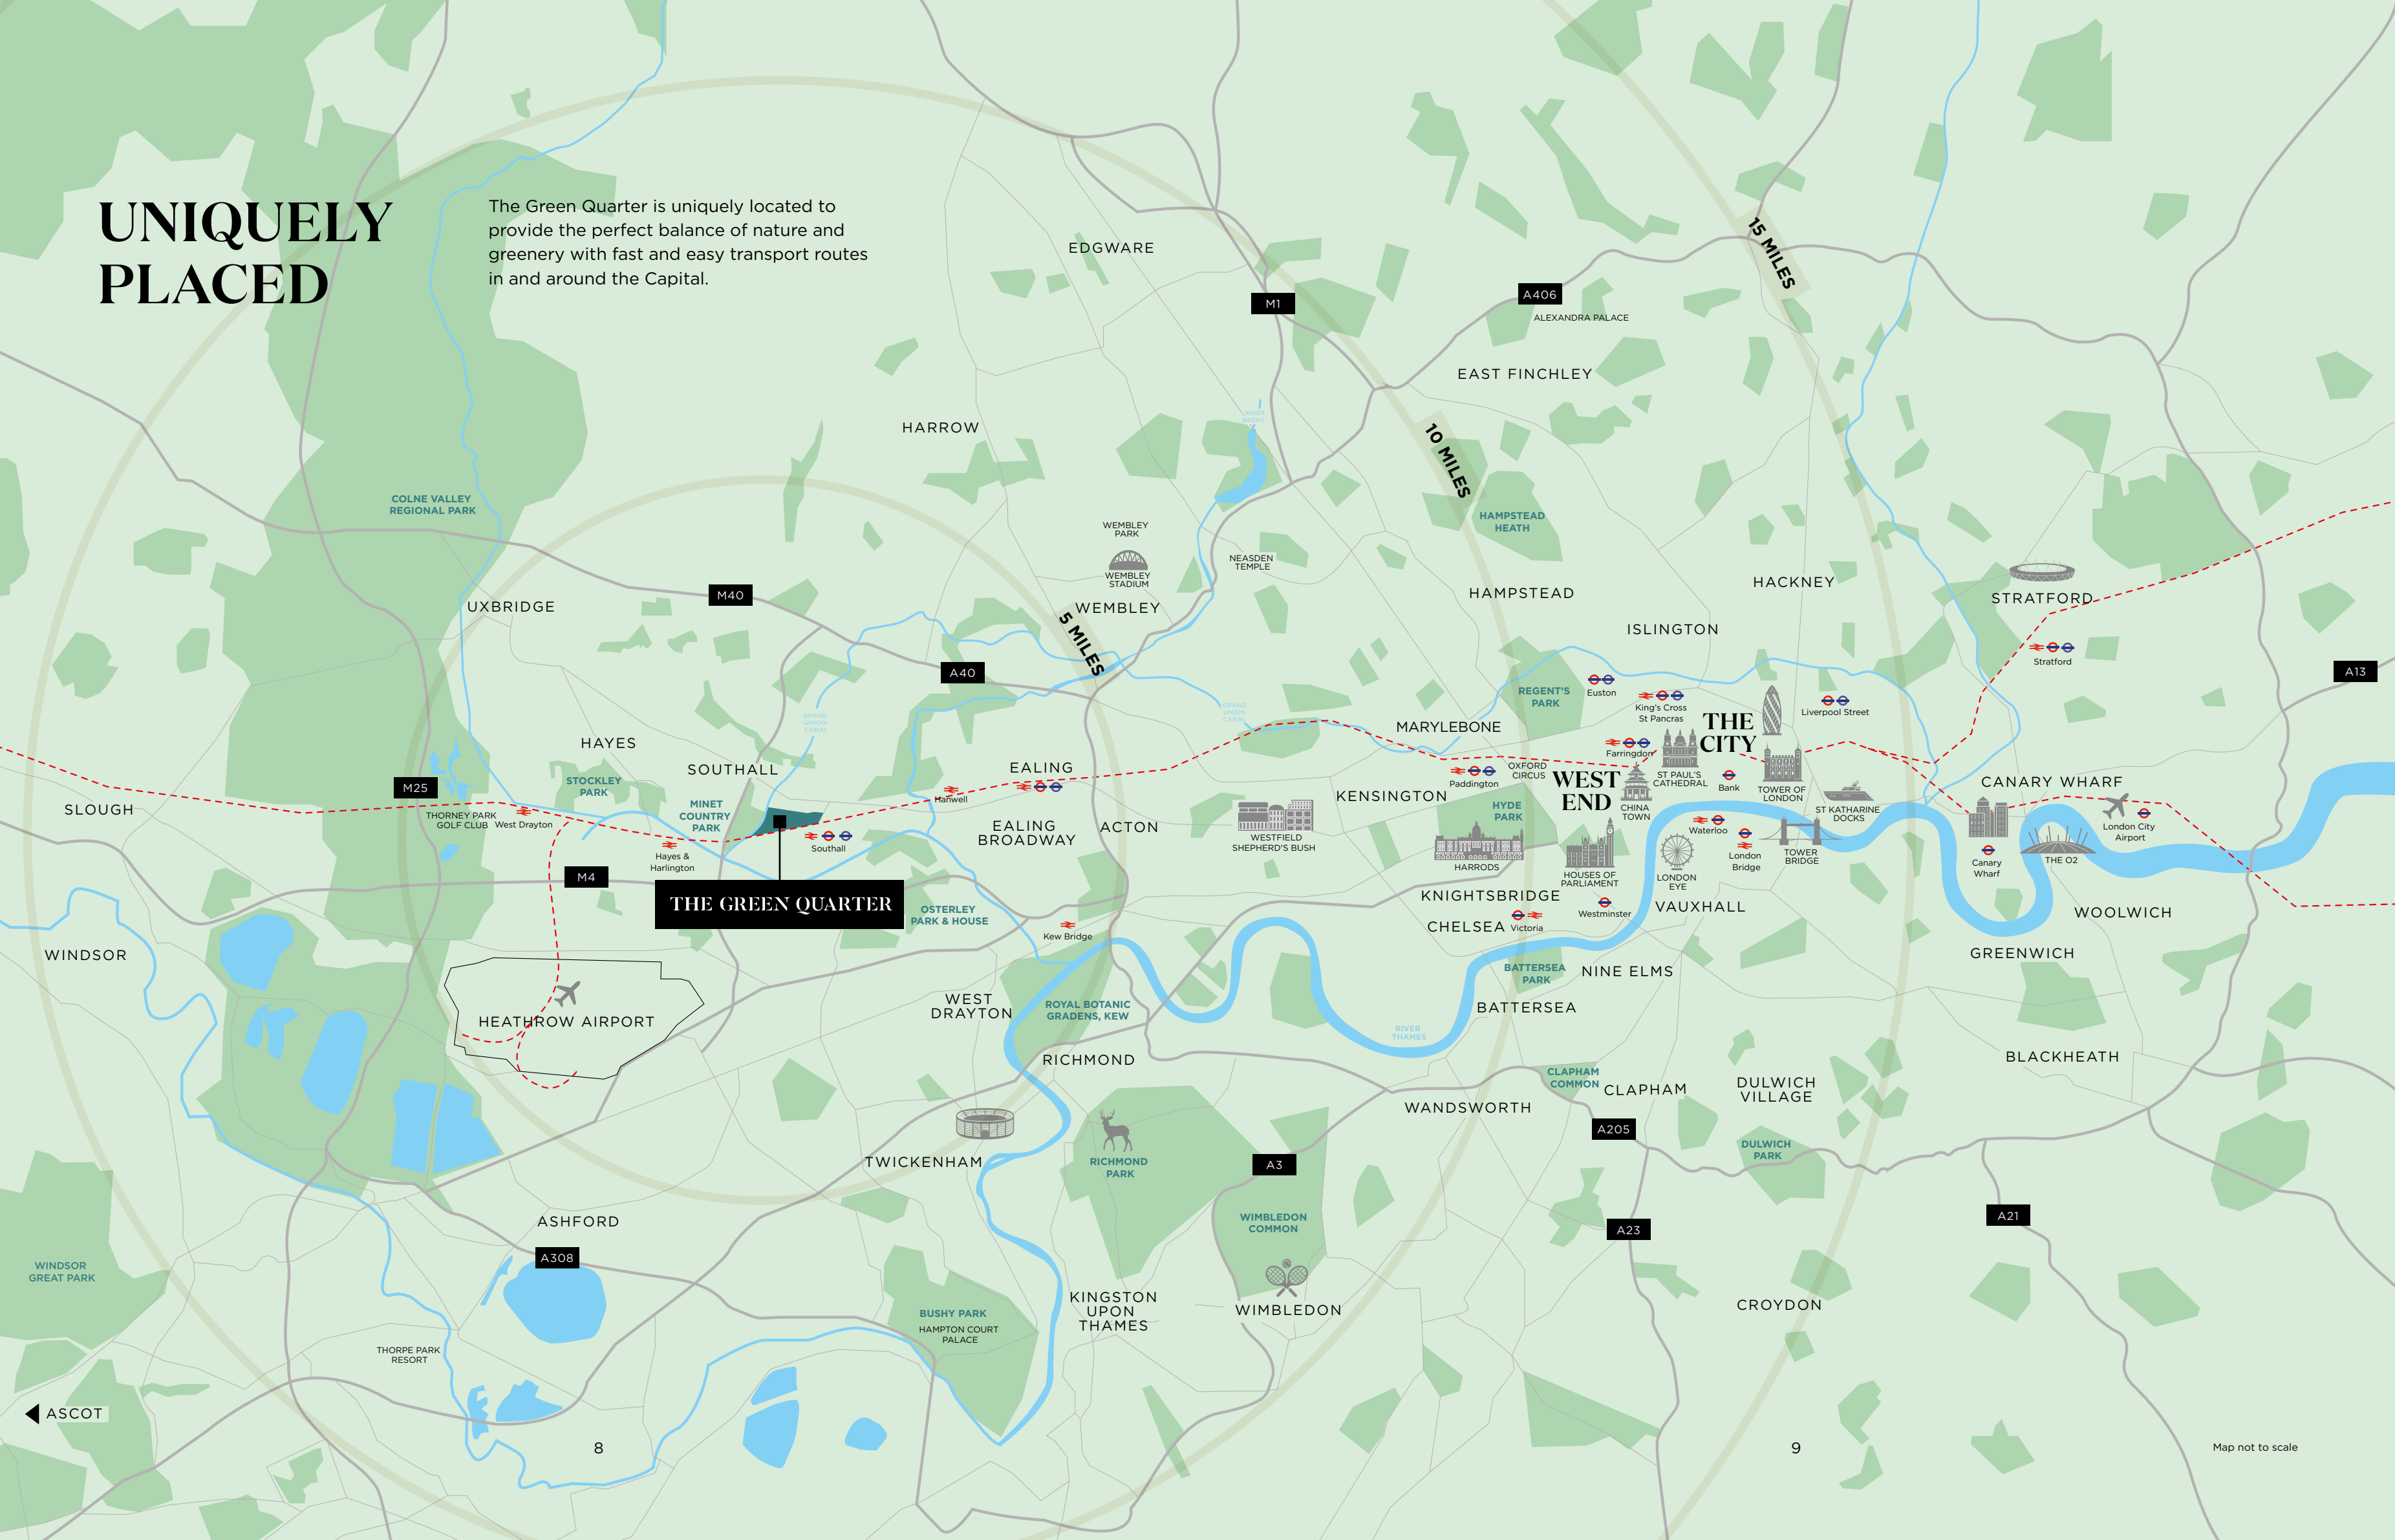 UNIQUELY
PLACED
The Green Quarter is uniquely located to
provide the perfect balance of nature and
greenery with fast and easy transport routes
in and around the Capital.
15 MILES
EDGWARE
A406
M1
ALEXANDRA PALACE
EAST FINCHLEY
RIVER
BRENT
HARROW
10 MILES
COLNE VALLEY
REGIONAL PARK
HAMPSTEAD
HEATH
WEMBLEY
PARK
NEASDEN
TEMPLE
WEMBLEY
STADIUM
HACKNEY
M40
HAMPSTEAD
STRATFORD
UXBRIDGE
WEMBLEY
5 MILES
ISLINGTON
Stratford
A40
A13
REGENT'S
PARK
Euston
King's Cross
St Pancras
Liverpool Street
GRAND
UNION
CANAL
GRAND
UNION
CANAL
MARYLEBONE
THE
CITY
HAYES
Farringdon
SOUTHALL
EALING
OXFORD
CIRCUS
WEST
END
ST PAUL'S
CATHEDRAL
Bank
TOWER OF
LONDON
CANARY WHARF
M25
STOCKLEY
PARK
Hanwell
Paddington
KENSINGTON
SLOUGH
MINET
COUNTRY
PARK
HYDE
PARK
CHINA
TOWN
ST KATHARINE
DOCKS
THORNEY PARK
GOLF CLUB
West Drayton
EALING
BROADWAY
ACTON
WESTFIELD
SHEPHERD'S BUSH
Waterloo
London City
Airport
Southall
Hayes &
Harlington
London
Bridge
TOWER
BRIDGE
Canary
Wharf
THE O2
HARRODS
HOUSES OF
PARLIAMENT
LONDON
EYE
M4
THE GREEN QUARTER
OSTERLEY
PARK & HOUSE
KNIGHTSBRIDGE
Westminster
VAUXHALL
WOOLWICH
CHELSEA
Victoria
Kew Bridge
WINDSOR
GREENWICH
BATTERSEA
PARK
NINE ELMS
WEST
DRAYTON
ROYAL BOTANIC
GRADENS, KEW
BATTERSEA
HEATHROW AIRPORT
RIVER
THAMES
RICHMOND
BLACKHEATH
CLAPHAM
COMMON
CLAPHAM
DULWICH
VILLAGE
WANDSWORTH
A205
DULWICH
PARK
TWICKENHAM
RICHMOND
PARK
A3
ASHFORD
WIMBLEDON
COMMON
A23
A21
A308
WINDSOR
GREAT PARK
KINGSTON
UPON
THAMES
WIMBLEDON
CROYDON
BUSHY PARK
HAMPTON COURT
PALACE
THORPE PARK
RESORT
ASCOT
8
9
Map not to scale